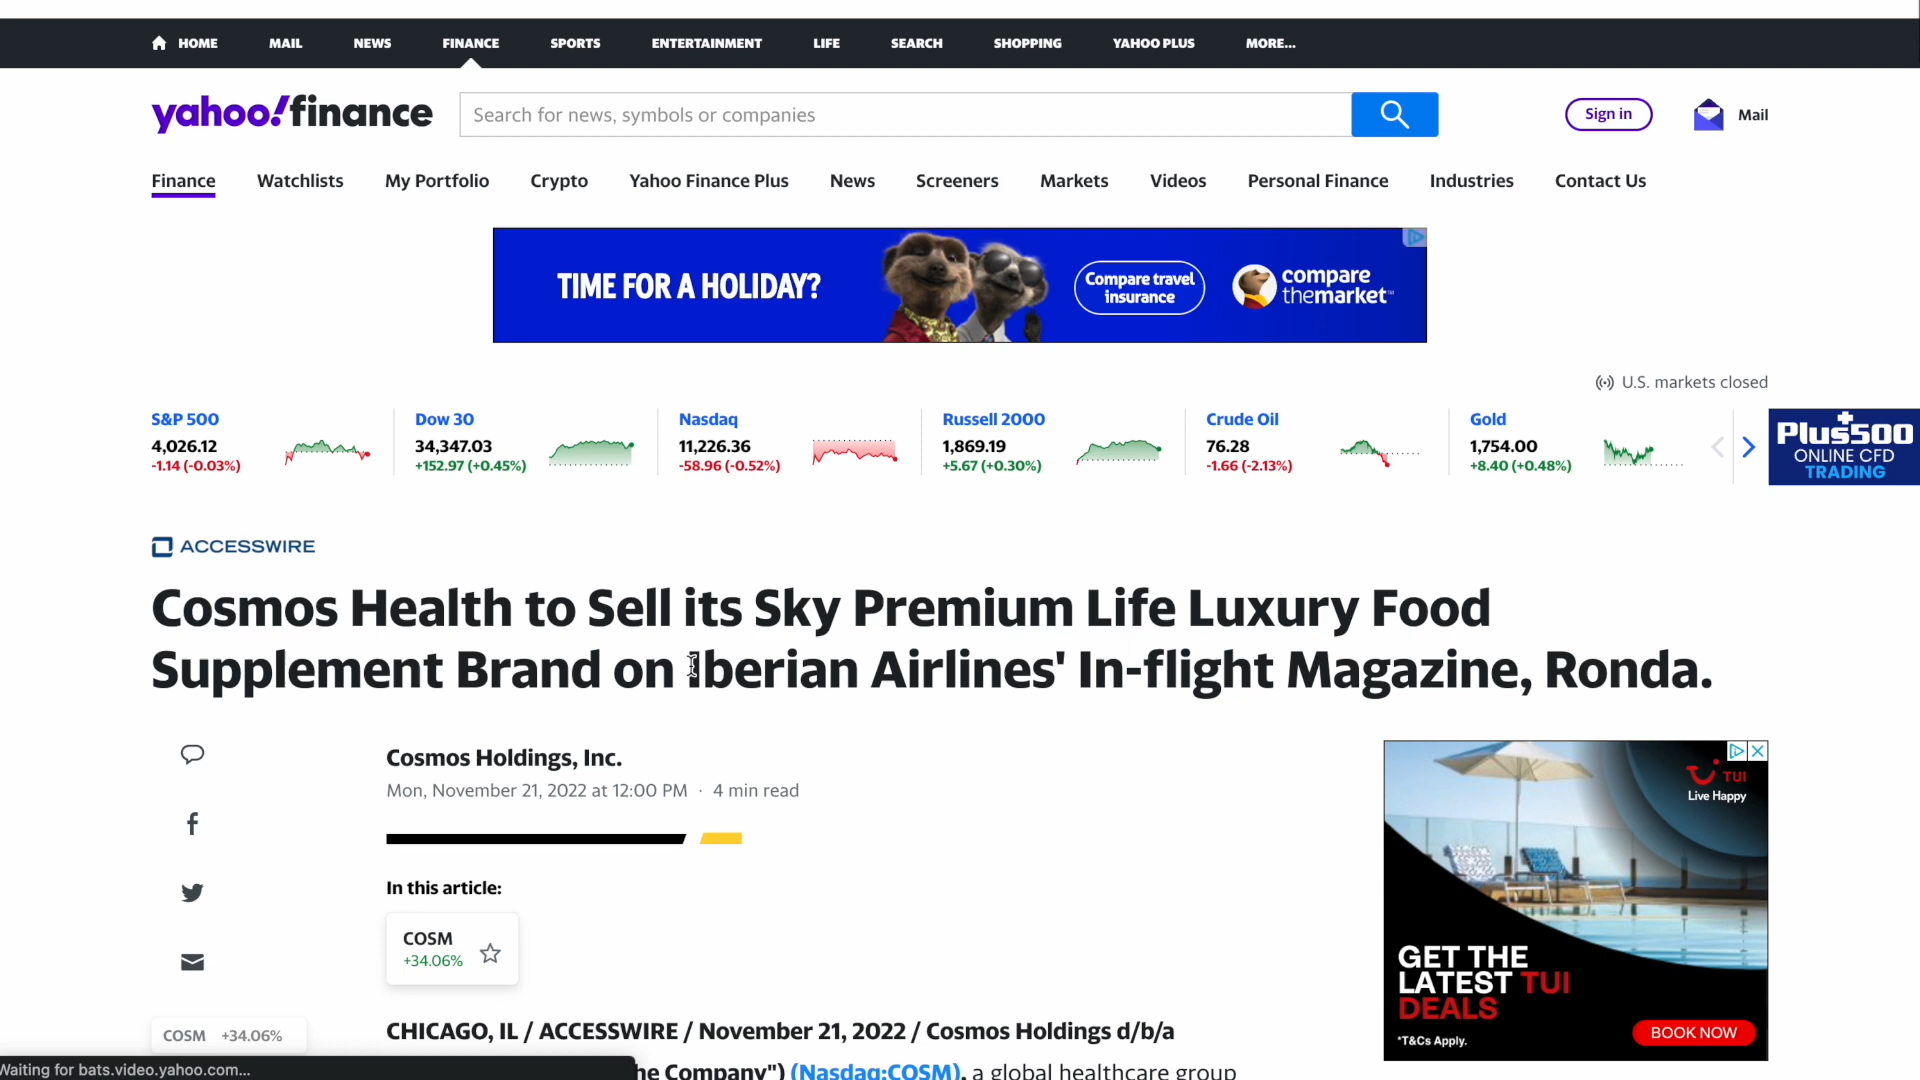 HOME MAIL NEWS FINANCE SPORTS ENTERTAINMENT LIFE SEARCH SHOPPING YAHOO PLUS MORE...
yahoo!finance
Search for news, symbols or companies
Sign in
Mail
Finance Watchlists My Portfolio Crypto Yahoo Finance Plus News Screeners Markets Videos Personal Finance Industries Contact Us
TIME FOR A HOLIDAY?
Compare travel
insurance
compare
themarket™
U.S. markets closed
S&P 500
4,026.12
-1.14 (-0.03%)
Dow 30
34,347.03
+152.97 (+0.45%)
Nasdaq
11,226.36
-58.96 (-0.52%)
Russell 2000
1,869.19
+5.67 (+0.30%)
Crude Oil
76.28
-1.66 (-2.13%)
Gold
1,754.00
+8.40 (+0.48%)
Plus500
ONLINE CFD
TRADING
ACCESSWIRE
Cosmos Health to Sell its Sky Premium Life Luxury Food
Supplement Brand on Iberian Airlines' In-flight Magazine, Ronda.
Cosmos Holdings, Inc.
Mon, November 21, 2022 at 12:00 PM · 4 min read
In this article:
COSM
+34.06%
COSM +34.06%
CHICAGO, IL / ACCESSWIRE / November 21, 2022 / Cosmos Holdings d/b/a
he Company") (Nasdaq:COSM), a global healthcare group
TUI
Live Happy
GET THE
LATEST TUI
DEALS
*T&Cs Apply.
BOOK NOW
Waiting for bats.video.yahoo.com...